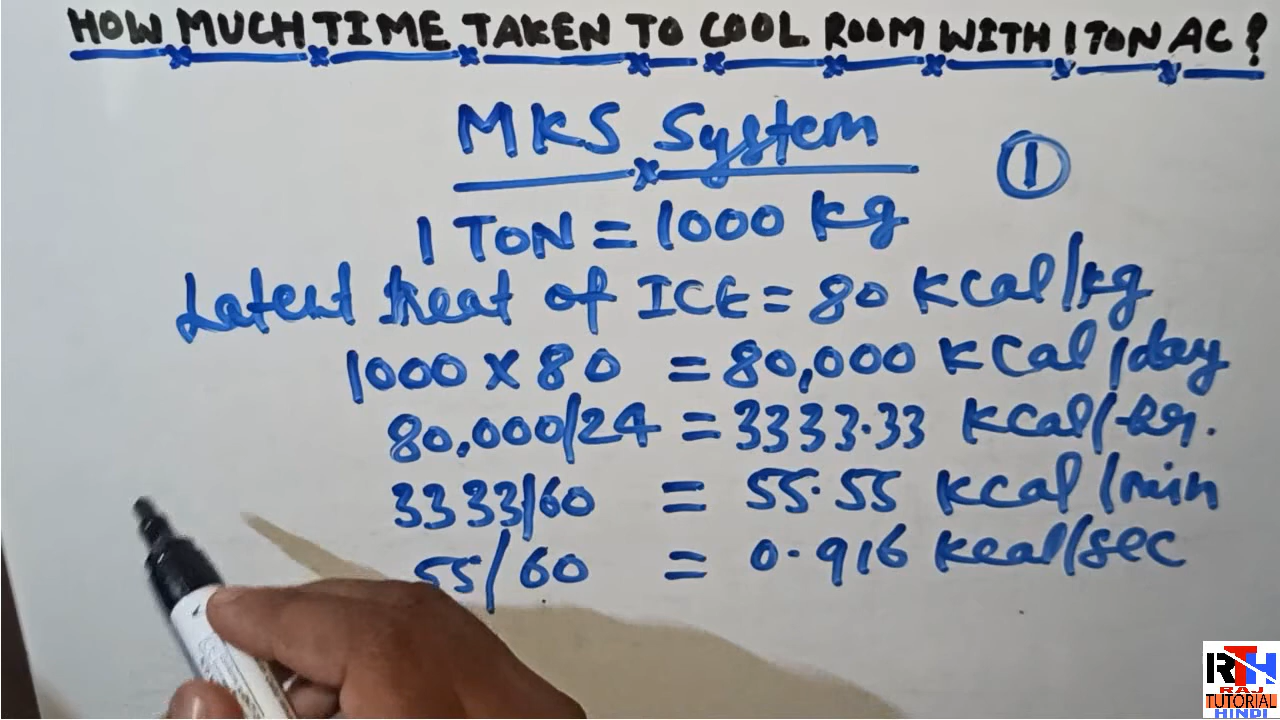 HOW MUCH TIME TAKEN TO COOL ROOM WITH 1 TON AC ?
MKS System
1
1 TON = 1000 kg
Latent heat of ICE = 80 kcal/kg
1000 x 80 = 80,000 kcal/day
80,000/24 = 3333.33 kcal/hr.
3333/60 = 55.55 kcal/min
55/60 = 0.916 kcal/sec
RTH
RAJ
TUTORIAL
HINDI